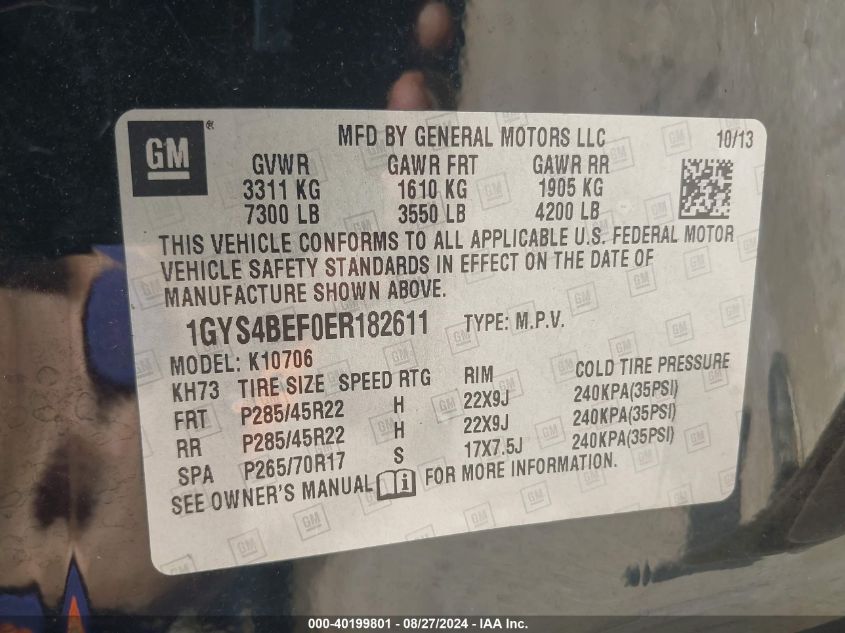 GM®
MFD BY GENERAL MOTORS LLC 10/13
GVWR GAWR FRT GAWR RR
3311 KG 1610 KG 1905 KG
7300 LB 3550 LB 4200 LB
THIS VEHICLE CONFORMS TO ALL APPLICABLE U.S. FEDERAL MOTOR
VEHICLE SAFETY STANDARDS IN EFFECT ON THE DATE OF
MANUFACTURE SHOWN ABOVE.
1GYS4BEF0ER182611 TYPE: M.P.V.
MODEL: K10706
KH73 TIRE SIZE SPEED RTG RIM COLD TIRE PRESSURE
FRT P285/45R22 H 22X9J 240KPA(35PSI)
RR P285/45R22 H 22X9J 240KPA(35PSI)
SPA P265/70R17 S 17X7.5J 240KPA(35PSI)
SEE OWNER'S MANUAL FOR MORE INFORMATION.
000-40199801 - 08/27/2024 - IAA Inc.